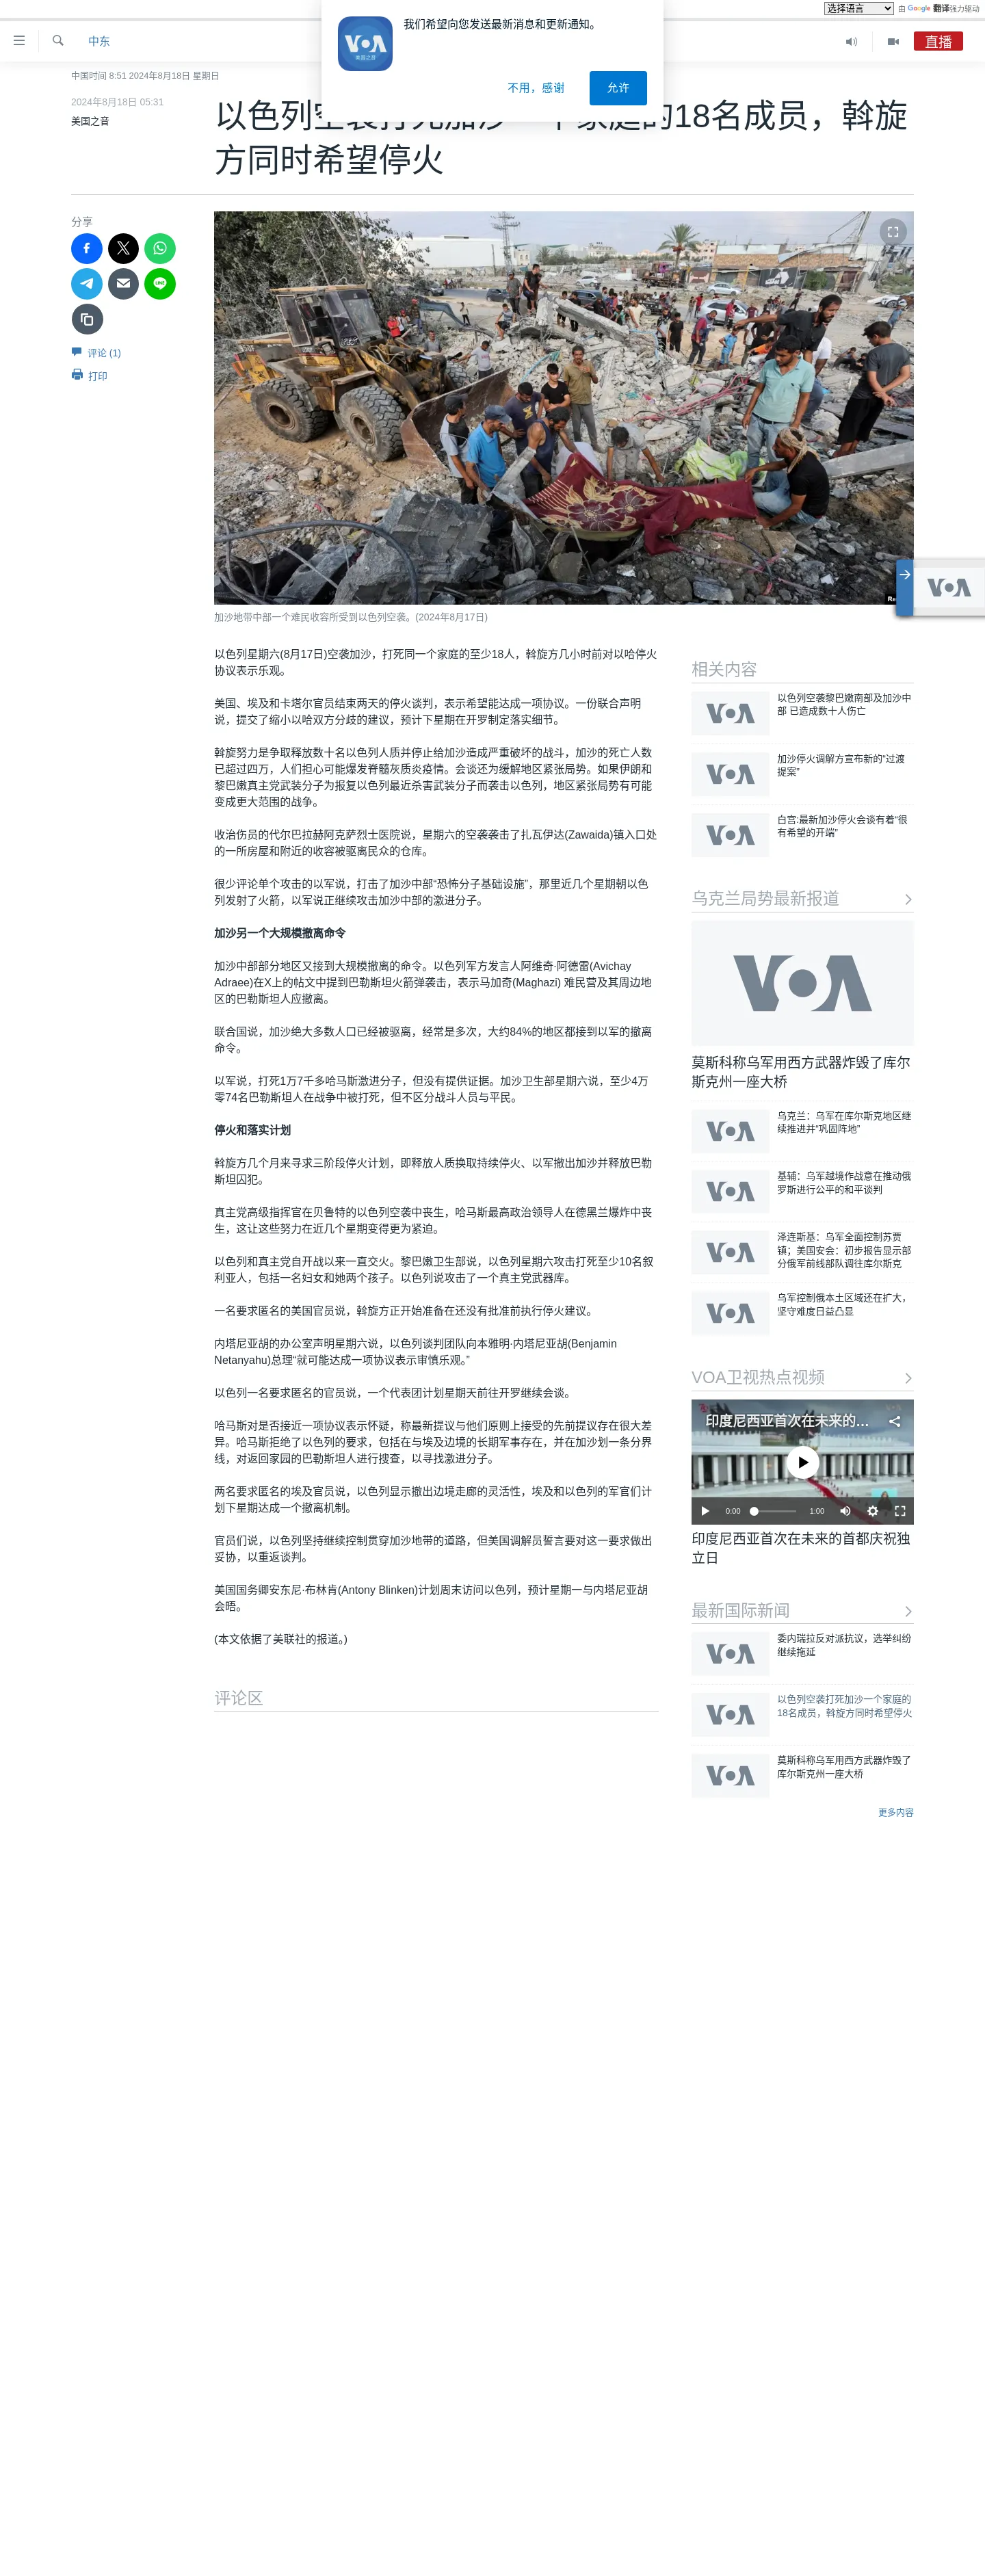 选择语言 由 Google 翻译强力驱动
中东
直播
VOA
美国之音
我们希望向您发送最新消息和更新通知。
不用，感谢
允许
中国时间 8:51 2024年8月18日 星期日
2024年8月18日 05:31
美国之音
的18名成员，斡旋
方同时希望停火
分享
评论 (1)
打印
加沙地带中部一个难民收容所受到以色列空袭。(2024年8月17日)
VOA
以色列星期六(8月17日)空袭加沙，打死同一个家庭的至少18人，斡旋方几小时前对以哈停火
协议表示乐观。
美国、埃及和卡塔尔官员结束两天的停火谈判，表示希望能达成一项协议。一份联合声明
说，提交了缩小以哈双方分歧的建议，预计下星期在开罗制定落实细节。
斡旋努力是争取释放数十名以色列人质并停止给加沙造成严重破坏的战斗，加沙的死亡人数
已超过四万，人们担心可能爆发脊髓灰质炎疫情。会谈还为缓解地区紧张局势。如果伊朗和
黎巴嫩真主党武装分子为报复以色列最近杀害武装分子而袭击以色列，地区紧张局势有可能
变成更大范围的战争。
收治伤员的代尔巴拉赫阿克萨烈士医院说，星期六的空袭袭击了扎瓦伊达(Zawaida)镇入口处
的一所房屋和附近的收容被驱离民众的仓库。
很少评论单个攻击的以军说，打击了加沙中部“恐怖分子基础设施”，那里近几个星期朝以色
列发射了火箭，以军说正继续攻击加沙中部的激进分子。
加沙另一个大规模撤离命令
加沙中部部分地区又接到大规模撤离的命令。以色列军方发言人阿维奇·阿德雷(Avichay
Adraee)在X上的帖文中提到巴勒斯坦火箭弹袭击，表示马加奇(Maghazi) 难民营及其周边地
区的巴勒斯坦人应撤离。
联合国说，加沙绝大多数人口已经被驱离，经常是多次，大约84%的地区都接到以军的撤离
命令。
以军说，打死1万7千多哈马斯激进分子，但没有提供证据。加沙卫生部星期六说，至少4万
零74名巴勒斯坦人在战争中被打死，但不区分战斗人员与平民。
停火和落实计划
斡旋方几个月来寻求三阶段停火计划，即释放人质换取持续停火、以军撤出加沙并释放巴勒
斯坦囚犯。
真主党高级指挥官在贝鲁特的以色列空袭中丧生，哈马斯最高政治领导人在德黑兰爆炸中丧
生，这让这些努力在近几个星期变得更为紧迫。
以色列和真主党自开战以来一直交火。黎巴嫩卫生部说，以色列星期六攻击打死至少10名叙
利亚人，包括一名妇女和她两个孩子。以色列说攻击了一个真主党武器库。
一名要求匿名的美国官员说，斡旋方正开始准备在还没有批准前执行停火建议。
内塔尼亚胡的办公室声明星期六说，以色列谈判团队向本雅明·内塔尼亚胡(Benjamin
Netanyahu)总理“就可能达成一项协议表示审慎乐观。”
以色列一名要求匿名的官员说，一个代表团计划星期天前往开罗继续会谈。
哈马斯对是否接近一项协议表示怀疑，称最新提议与他们原则上接受的先前提议存在很大差
异。哈马斯拒绝了以色列的要求，包括在与埃及边境的长期军事存在，并在加沙划一条分界
线，对返回家园的巴勒斯坦人进行搜查，以寻找激进分子。
两名要求匿名的埃及官员说，以色列显示撤出边境走廊的灵活性，埃及和以色列的军官们计
划下星期达成一个撤离机制。
官员们说，以色列坚持继续控制贯穿加沙地带的道路，但美国调解员誓言要对这一要求做出
妥协，以重返谈判。
美国国务卿安东尼·布林肯(Antony Blinken)计划周末访问以色列，预计星期一与内塔尼亚胡
会晤。
(本文依据了美联社的报道。)
评论区
相关内容
VOA
以色列空袭黎巴嫩南部及加沙中
部 已造成数十人伤亡
VOA
加沙停火调解方宣布新的“过渡
提案”
VOA
白宫:最新加沙停火会谈有着“很
有希望的开端”
乌克兰局势最新报道
VOA
莫斯科称乌军用西方武器炸毁了库尔
斯克州一座大桥
VOA
乌克兰：乌军在库尔斯克地区继
续推进并“巩固阵地”
VOA
基辅：乌军越境作战意在推动俄
罗斯进行公平的和平谈判
VOA
泽连斯基：乌军全面控制苏贾
镇；美国安会：初步报告显示部
分俄军前线部队调往库尔斯克
VOA
乌军控制俄本土区域还在扩大，
坚守难度日益凸显
VOA卫视热点视频
印度尼西亚首次在未来的...
0:00
1:00
印度尼西亚首次在未来的首都庆祝独
立日
最新国际新闻
VOA
委内瑞拉反对派抗议，选举纠纷
继续拖延
VOA
以色列空袭打死加沙一个家庭的
18名成员，斡旋方同时希望停火
VOA
莫斯科称乌军用西方武器炸毁了
库尔斯克州一座大桥
更多内容